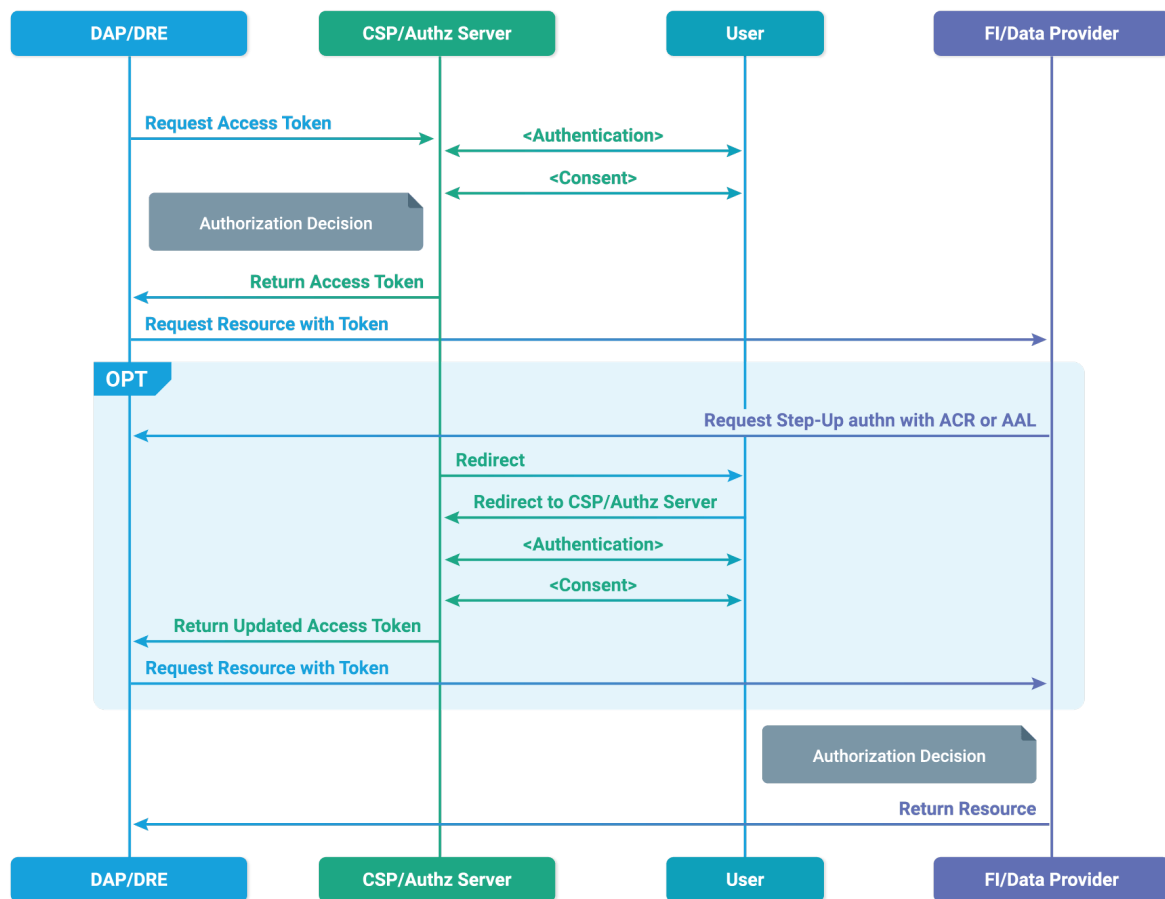 DAP/DRE
CSP/Authz Server
User
FI/Data Provider
Request Access Token
<Authentication>
<Consent>
Authorization Decision
Return Access Token
Request Resource with Token
OPT
Request Step-Up authn with ACR or AAL
Redirect
Redirect to CSP/Authz Server
<Authentication>
<Consent>
Return Updated Access Token
Request Resource with Token
Authorization Decision
Return Resource
DAP/DRE
CSP/Authz Server
User
FI/Data Provider